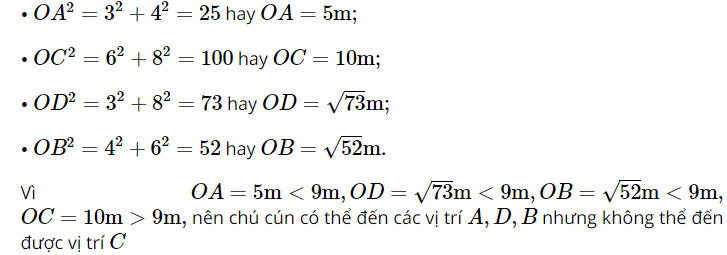 • OA² = 3² + 4² = 25 hay OA = 5m;
• OC² = 6² + 8² = 100 hay OC = 10m;
• OD² = 3² + 8² = 73 hay OD = √73m;
• OB² = 4² + 6² = 52 hay OB = √52m.
Vì OA = 5m < 9m, OD = √73m < 9m, OB = √52m < 9m,
OC = 10m > 9m, nên chú cún có thể đến các vị trí A, D, B nhưng không thể đến
được vị trí C